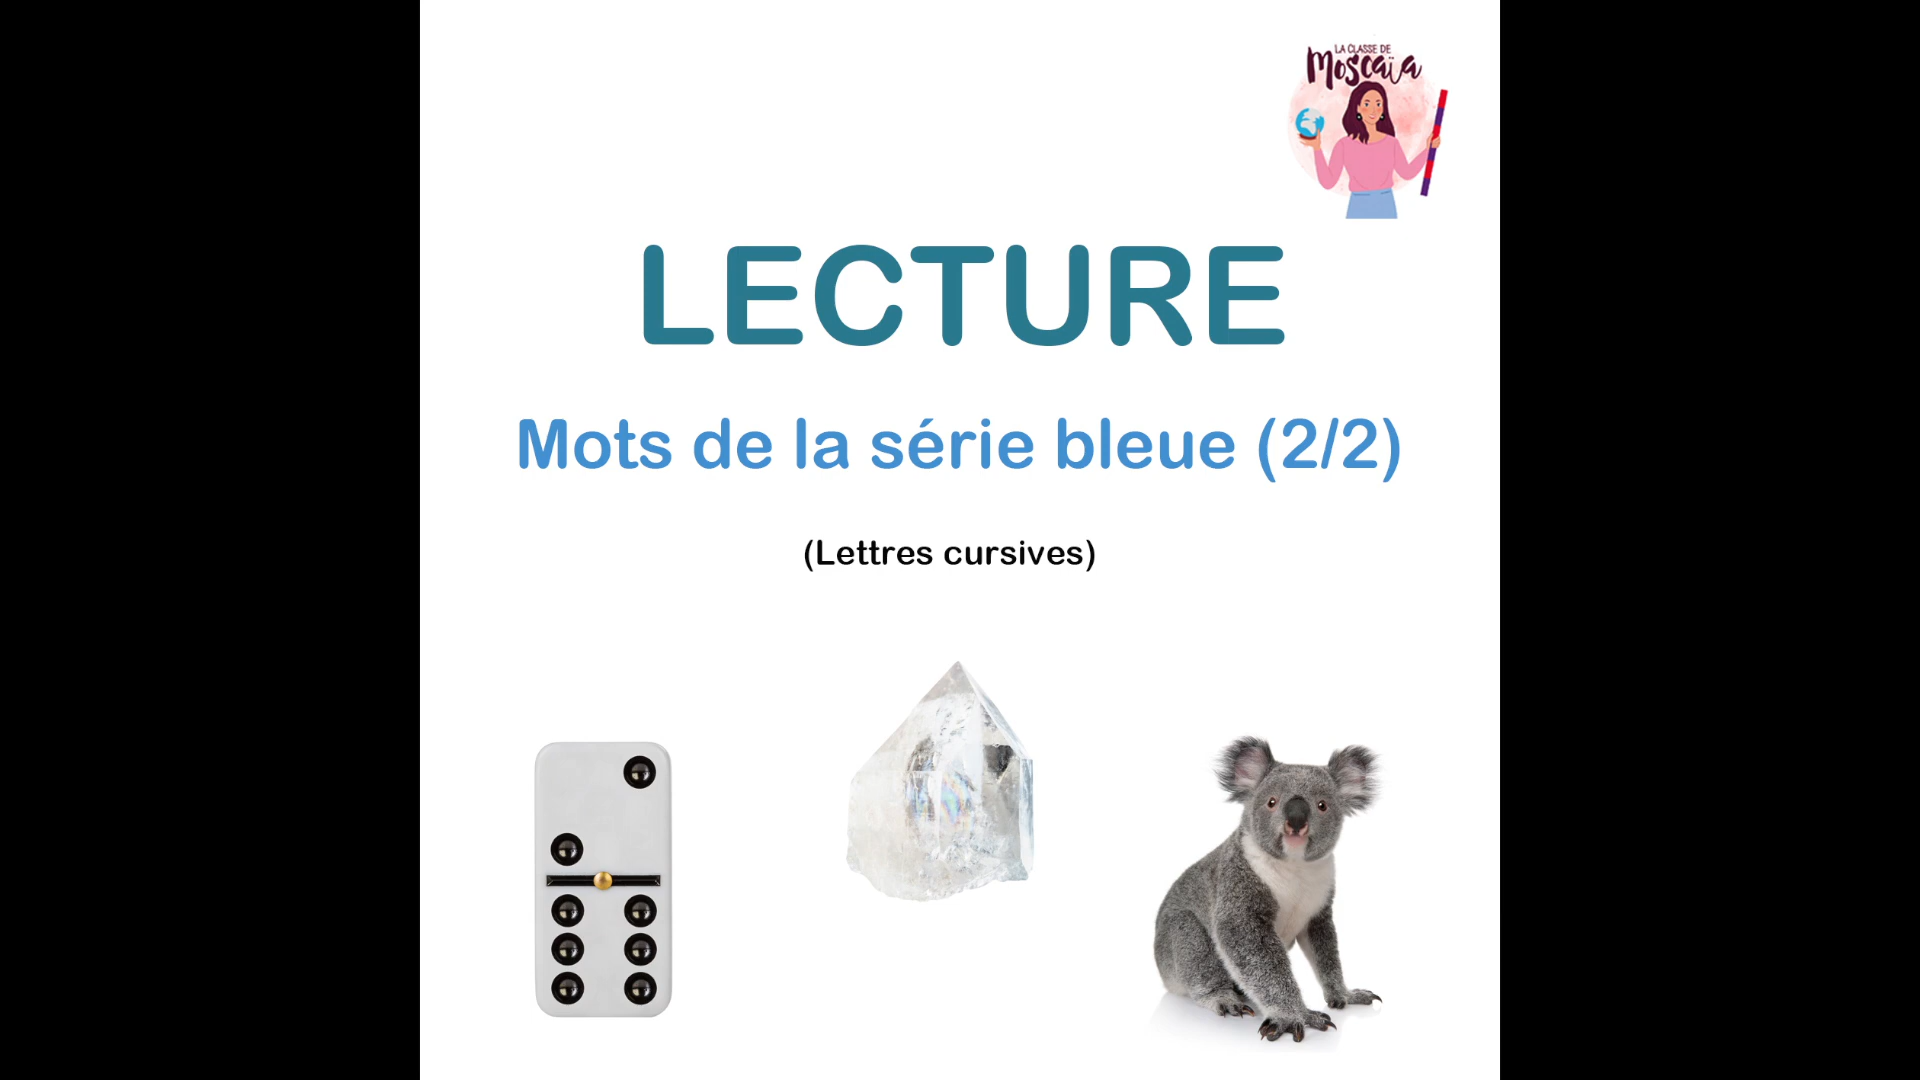 LA CLASSE DE
Moscaïa
LECTURE
Mots de la série bleue (2/2)
(Lettres cursives)